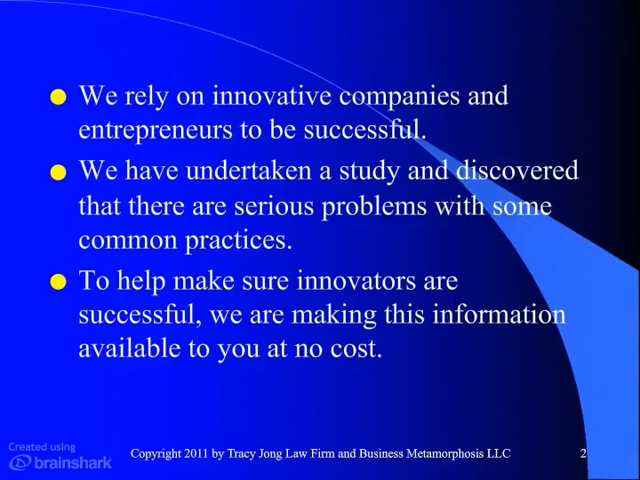 We rely on innovative companies and
entrepreneurs to be successful.
We have undertaken a study and discovered
that there are serious problems with some
common practices.
To help make sure innovators are
successful, we are making this information
available to you at no cost.
Created using
brainshark
Copyright 2011 by Tracy Jong Law Firm and Business Metamorphosis LLC
2